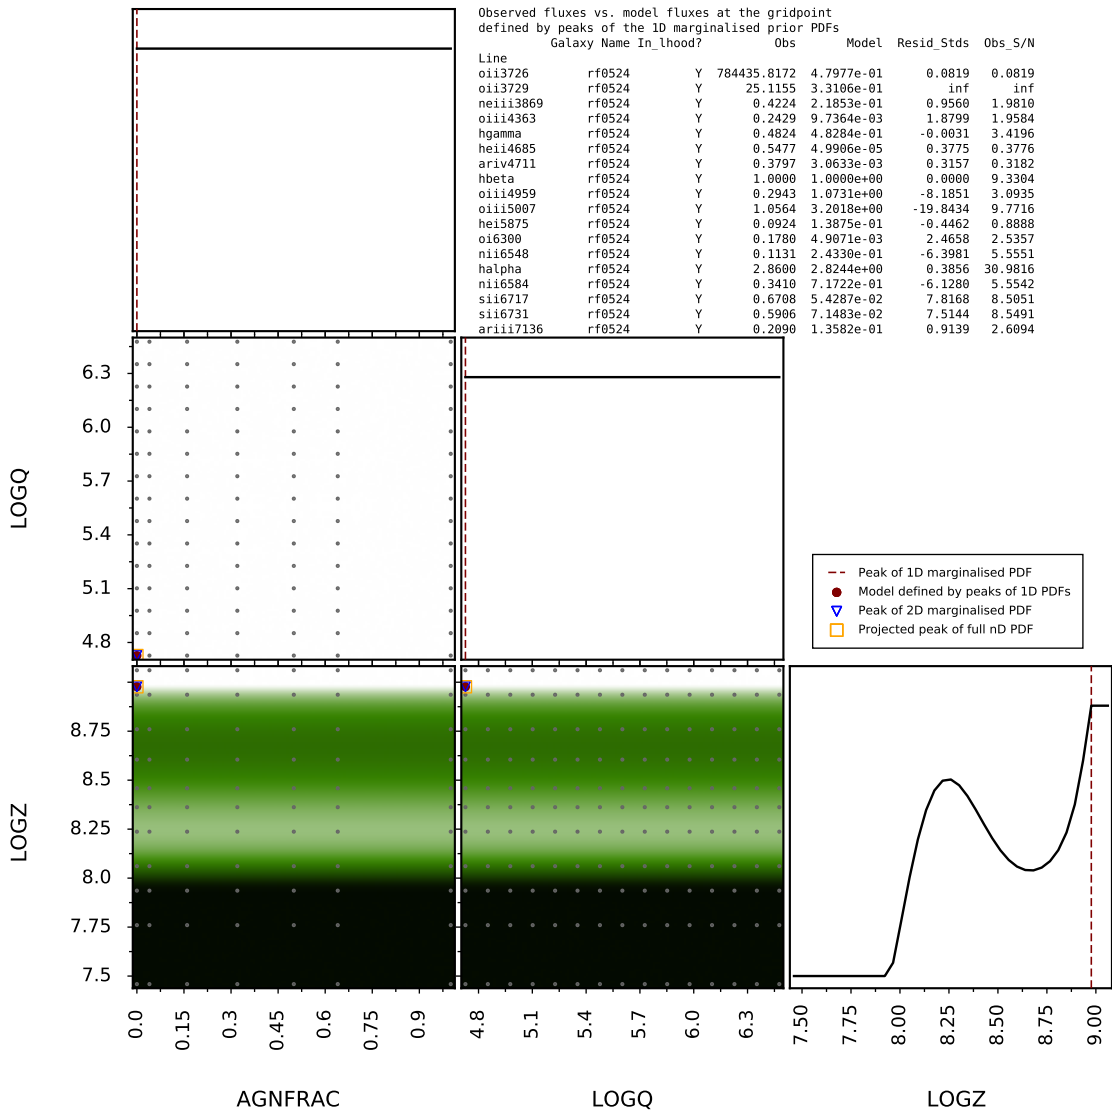 Observed fluxes vs. model fluxes at the gridpoint
defined by peaks of the 1D marginalised prior PDFs
Galaxy Name In_lhood? Obs Model Resid_Stds Obs_S/N
Line
oii3726 rf0524 Y 784435.8172 4.7977e-01 0.0819 0.0819
oii3729 rf0524 Y 25.1155 3.3106e-01 inf inf
neiii3869 rf0524 Y 0.4224 2.1853e-01 0.9560 1.9810
oiii4363 rf0524 Y 0.2429 9.7364e-03 1.8799 1.9584
hgamma rf0524 Y 0.4824 4.8284e-01 -0.0031 3.4196
heii4685 rf0524 Y 0.5477 4.9906e-05 0.3775 0.3776
ariv4711 rf0524 Y 0.3797 3.0633e-03 0.3157 0.3182
hbeta rf0524 Y 1.0000 1.0000e+00 0.0000 9.3304
oiii4959 rf0524 Y 0.2943 1.0731e+00 -8.1851 3.0935
oiii5007 rf0524 Y 1.0564 3.2018e+00 -19.8434 9.7716
hei5875 rf0524 Y 0.0924 1.3875e-01 -0.4462 0.8888
oi6300 rf0524 Y 0.1780 4.9071e-03 2.4658 2.5357
nii6548 rf0524 Y 0.1131 2.4330e-01 -6.3981 5.5551
halpha rf0524 Y 2.8600 2.8244e+00 0.3856 30.9816
nii6584 rf0524 Y 0.3410 7.1722e-01 -6.1280 5.5542
sii6717 rf0524 Y 0.6708 5.4287e-02 7.8168 8.5051
sii6731 rf0524 Y 0.5906 7.1483e-02 7.5144 8.5491
ariii7136 rf0524 Y 0.2090 1.3582e-01 0.9139 2.6094
6.3
6.0
5.7
5.4
5.1
4.8
LOGQ
Peak of 1D marginalised PDF
Model defined by peaks of 1D PDFs
Peak of 2D marginalised PDF
Projected peak of full nD PDF
8.75
8.5
8.25
8.0
7.75
7.5
LOGZ
0.0 0.15 0.3 0.45 0.6 0.75 0.9
4.8 5.1 5.4 5.7 6.0 6.3
7.50 7.75 8.00 8.25 8.50 8.75 9.00
AGNFRAC LOGQ LOGZ